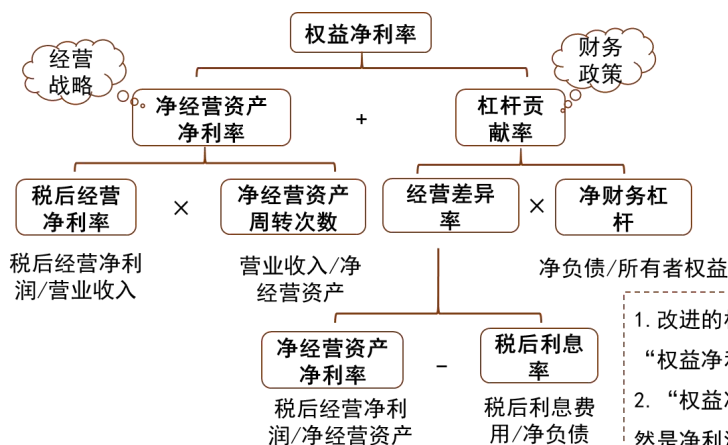 权益净利率
经营
战略
财务
政策
净经营资产
净利率
+
杠杆贡
献率
税后经营
净利率
×
净经营资产
周转次数
经营差异
率
×
净财务杠
杆
税后经营净利
润/营业收入
营业收入/净
经营资产
净负债/所有者权益
净经营资产
净利率
-
税后利息
率
税后经营净利
润/净经营资产
税后利息费
用/净负债
1. 改进的
“权益净
2. “权益
然是净利